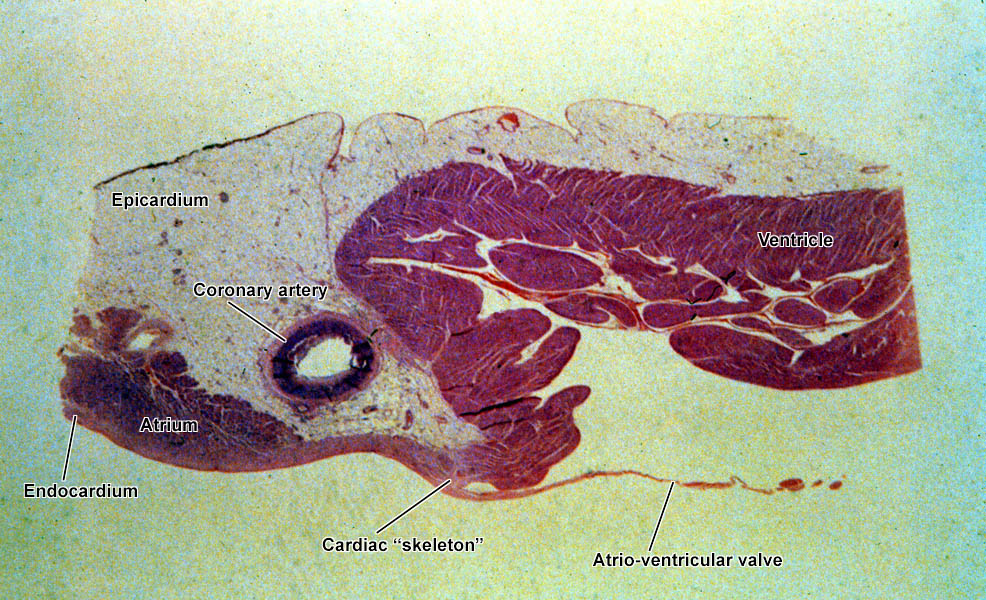 Epicardium
Ventricle
Coronary artery
Atrium
Endocardium
Cardiac “skeleton”
Atrio-ventricular valve